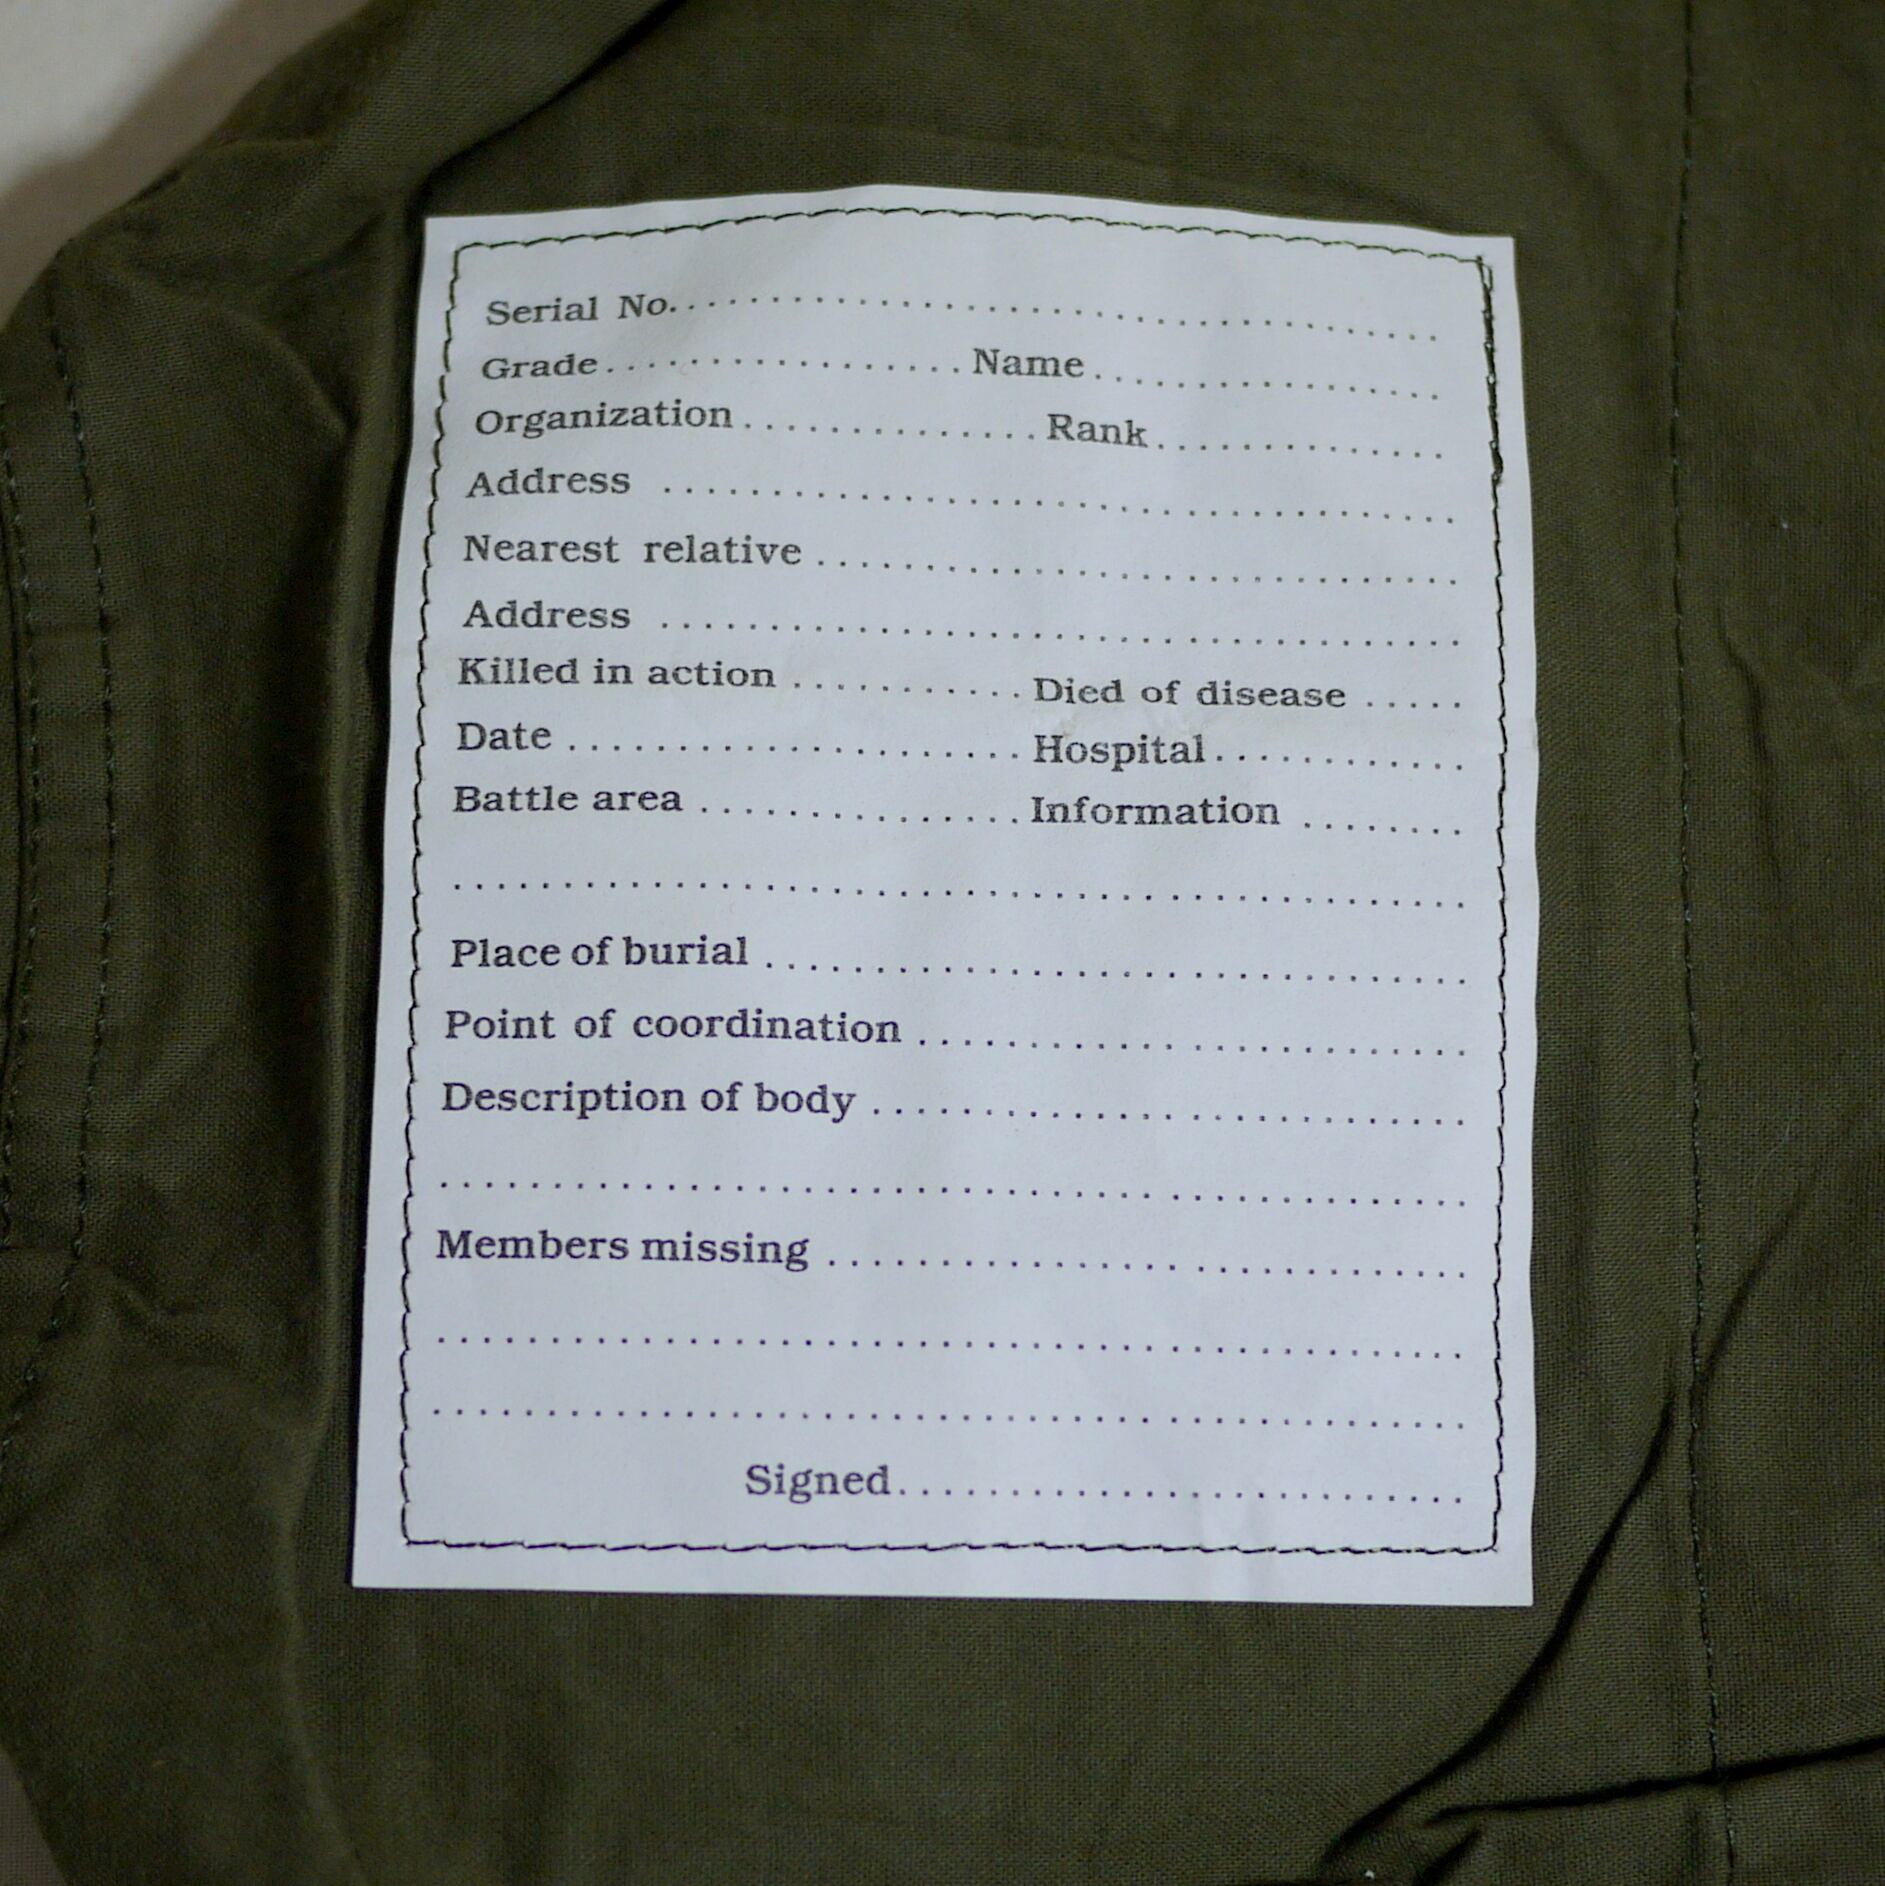 Serial No. ........................................
Grade .................. Name .................
Organization .............. Rank ..............
Address .....................................
Nearest relative ..............................
Address .....................................
Killed in action ........... Died of disease .....
Date ..................... Hospital ............
Battle area ............... Information ........
...............................................
Place of burial .................................
Point of coordination .........................
Description of body ............................
...............................................
Members missing .............................
...............................................
...............................................
Signed ..........................